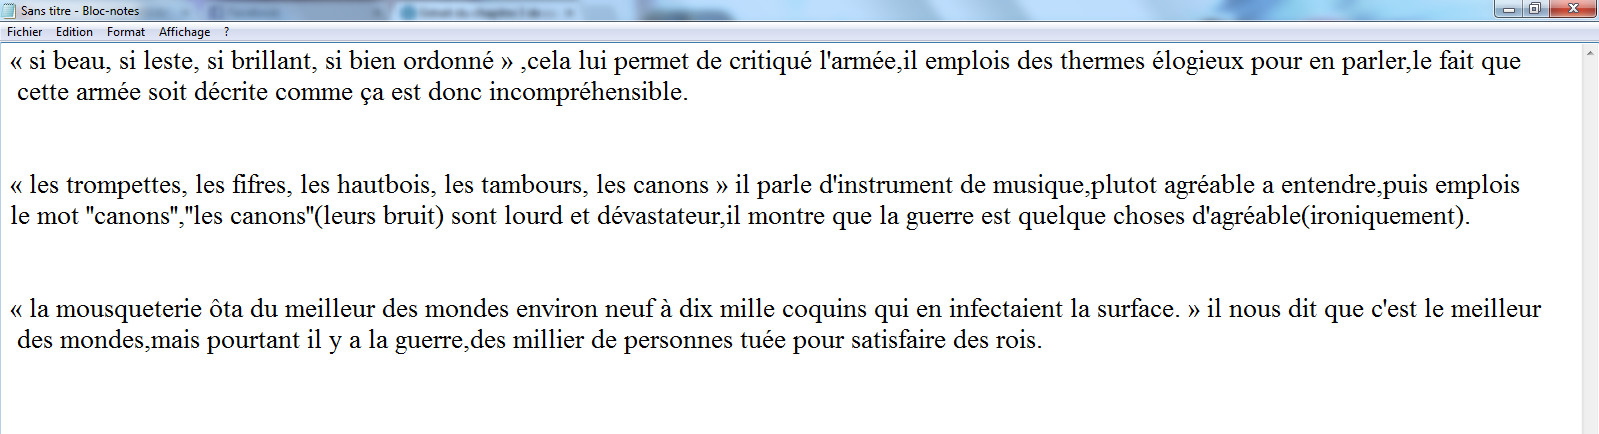 Sans titre - Bloc-notes
Fichier Edition Format Affichage ?
« si beau, si leste, si brillant, si bien ordonné » ,cela lui permet de critiqué l'armée,il emplois des thermes élogieux pour en parler,le fait que
cette armée soit décrite comme ça est donc incompréhensible.
« les trompettes, les fifres, les hautbois, les tambours, les canons » il parle d'instrument de musique,plutot agréable a entendre,puis emplois
le mot "canons","les canons"(leurs bruit) sont lourd et dévastateur,il montre que la guerre est quelque choses d'agréable(ironiquement).
« la mousqueterie ôta du meilleur des mondes environ neuf à dix mille coquins qui en infectaient la surface. » il nous dit que c'est le meilleur
des mondes,mais pourtant il y a la guerre,des millier de personnes tuée pour satisfaire des rois.